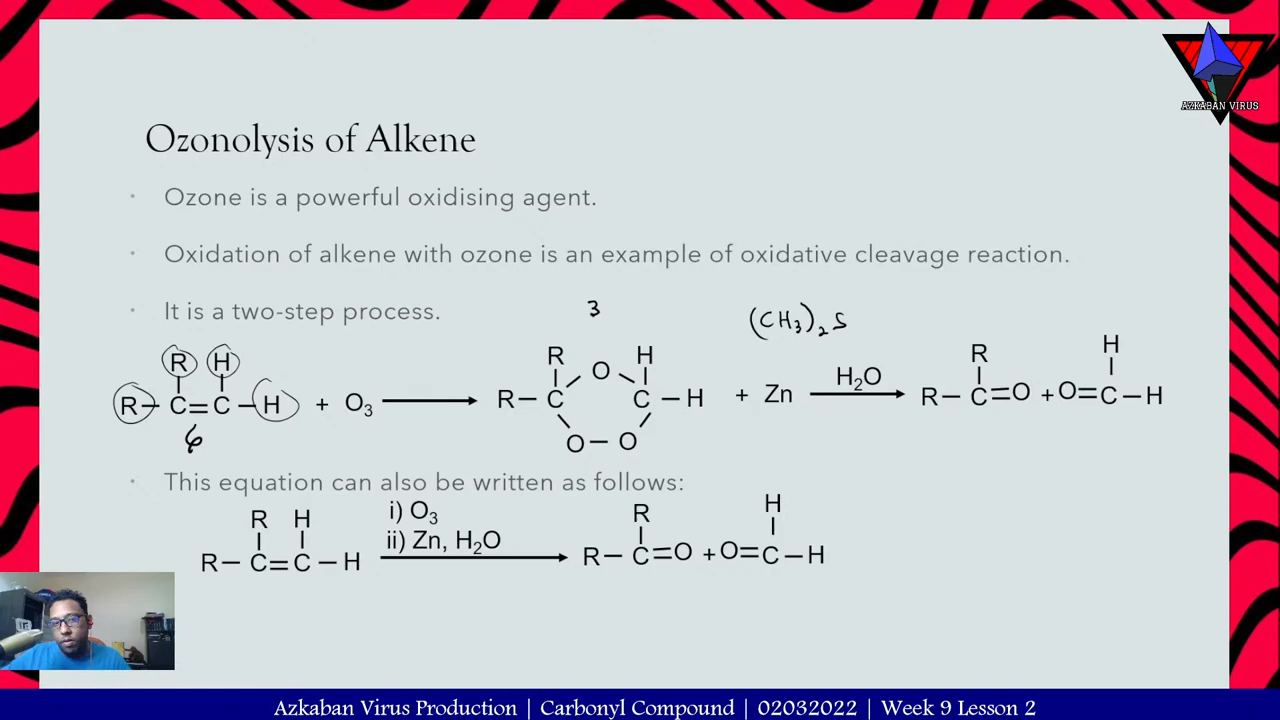 AZKABAN VIRUS
Ozonolysis of Alkene
• Ozone is a powerful oxidising agent.
• Oxidation of alkene with ozone is an example of oxidative cleavage reaction.
• It is a two-step process.
3
(CH3)2S
R H R H R H
O
H2O
R–C=C–H + O3 R–C C–H + Zn R–C=O + O=C–H
O–O
6
• This equation can also be written as follows:
R H i) O3 R H
ii) Zn, H2O
R–C=C–H R–C=O + O=C–H
Azkaban Virus Production | Carbonyl Compound | 02032022 | Week 9 Lesson 2